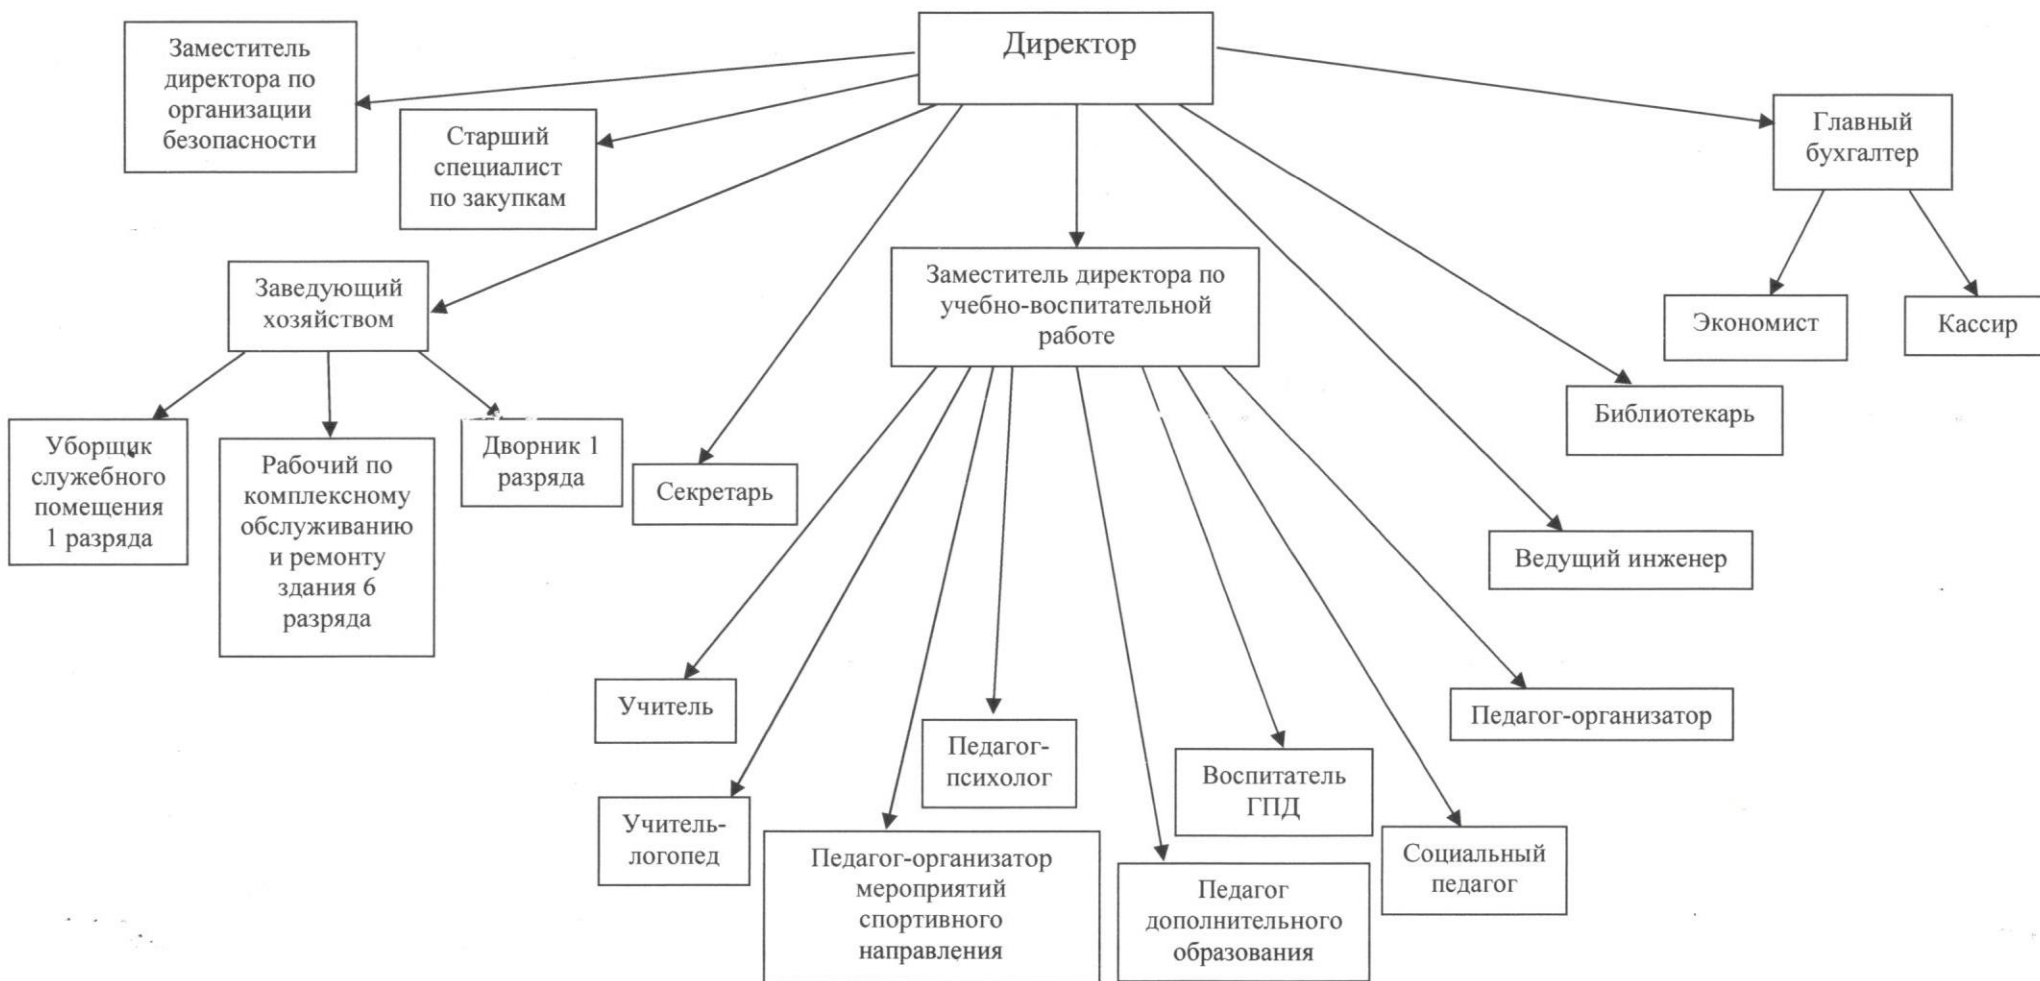 Директор
Заместитель
директора по
организации
безопасности
Старший
специалист
по закупкам
Главный
бухгалтер
Заведующий
хозяйством
Заместитель директора по
учебно-воспитательной
работе
Экономист
Кассир
Библиотекарь
Уборщик
служебного
помещения
1 разряда
Рабочий по
комплексному
обслуживанию
и ремонту
здания 6
разряда
Дворник 1
разряда
Секретарь
Ведущий инженер
Учитель
Педагог-
психолог
Воспитатель
ГПД
Педагог-организатор
Учитель-
логопед
Педагог-организатор
мероприятий
спортивного
направления
Педагог
дополнительного
образования
Социальный
педагог